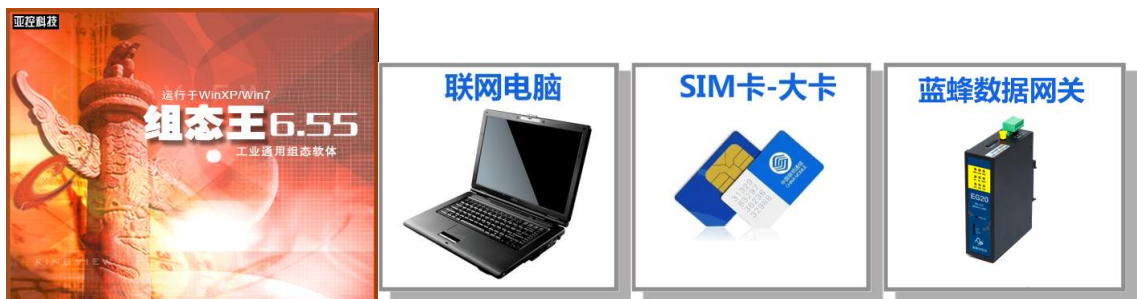 亚控科技
运行于WinXP/Win7
组态王6.55
工业通用组态软体
KINGVIEW
联网电脑
SIM卡-大卡
蓝蜂数据网关
EG20